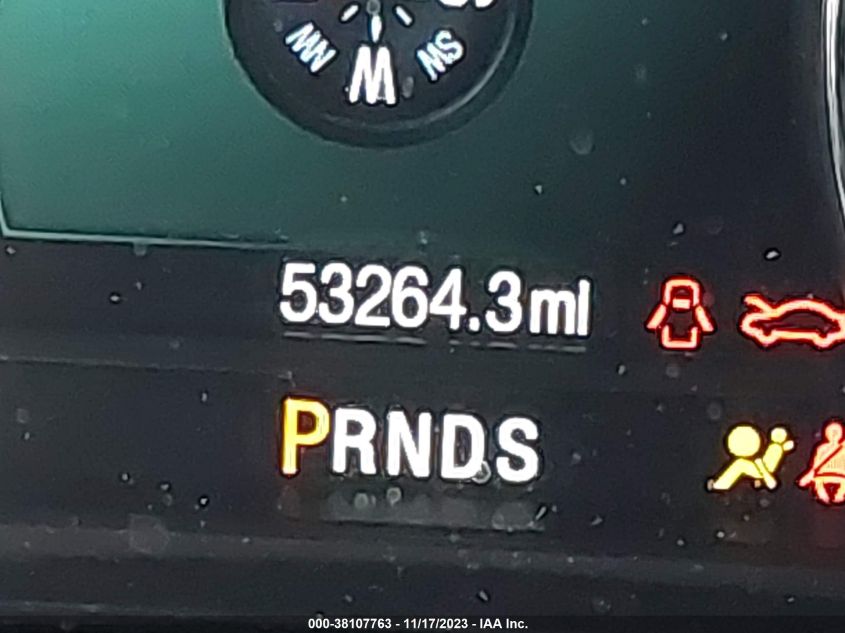 NW W SW
53264.3mi
PRNDS
000-38107763 - 11/17/2023 - IAA Inc.